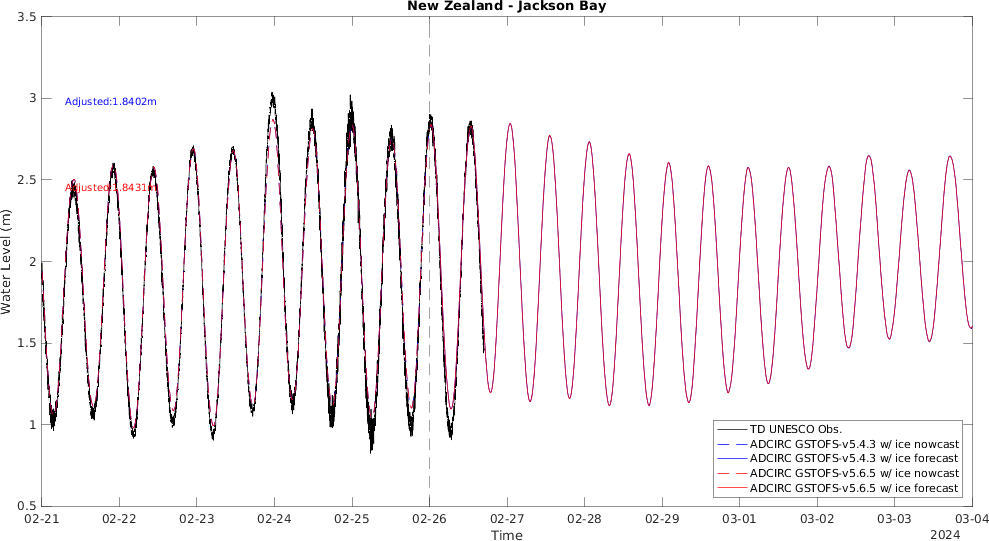 New Zealand - Jackson Bay
3.5
3
2.5
2
1.5
1
0.5
Water Level (m)
Adjusted:1.8402m
Adjusted:1.8431m
TD UNESCO Obs.
ADCIRC GSTOFS-v5.4.3 w/ ice nowcast
ADCIRC GSTOFS-v5.4.3 w/ ice forecast
ADCIRC GSTOFS-v5.6.5 w/ ice nowcast
ADCIRC GSTOFS-v5.6.5 w/ ice forecast
02-21 02-22 02-23 02-24 02-25 02-26 02-27 02-28 02-29 03-01 03-02 03-03 03-04
Time
2024